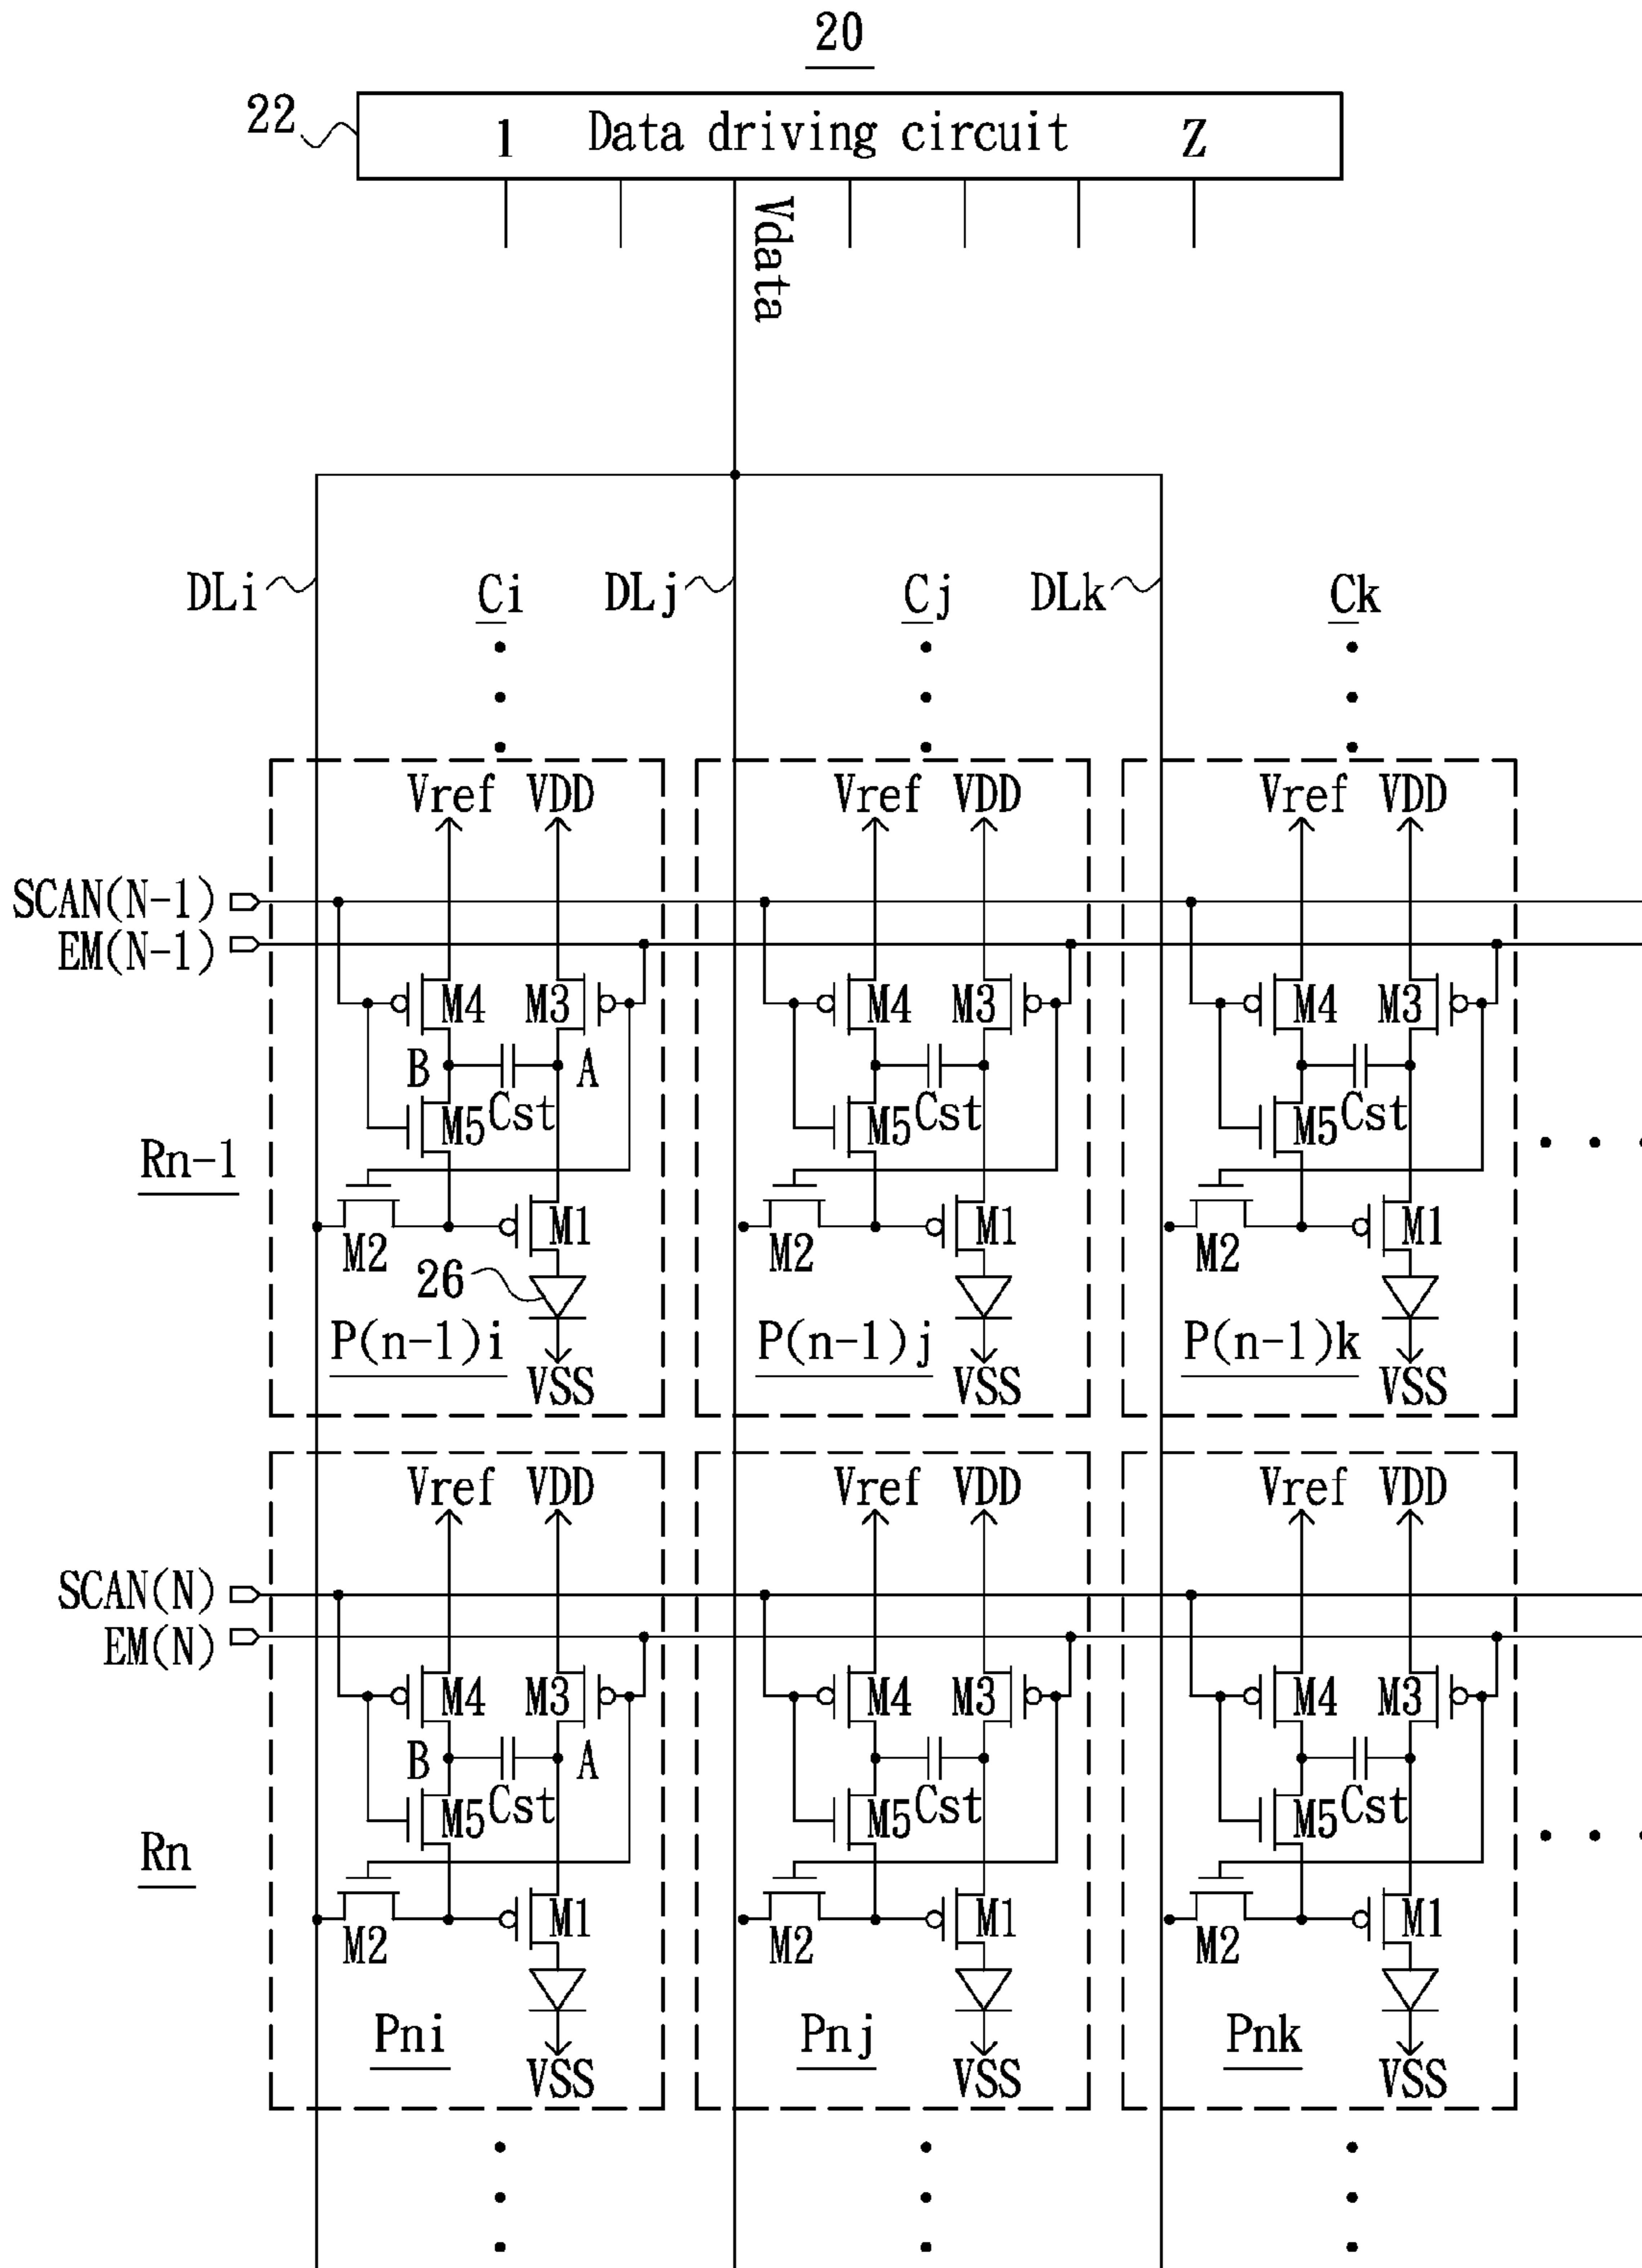 20
22
1 Data driving circuit Z
Vdata
DLi Ci DLj Cj DLk Ck
Vref VDD Vref VDD Vref VDD
SCAN(N-1)
EM(N-1)
M4 M3 M4 M3 M4 M3
B A
M5 Cst M5 Cst M5 Cst
Rn-1
M2 M1 M2 M1 M2 M1
26
P(n-1)i P(n-1)j P(n-1)k
VSS VSS VSS
Vref VDD Vref VDD Vref VDD
SCAN(N)
EM(N)
M4 M3 M4 M3 M4 M3
B A
M5 Cst M5 Cst M5 Cst
Rn
M2 M1 M2 M1 M2 M1
Pni Pnj Pnk
VSS VSS VSS